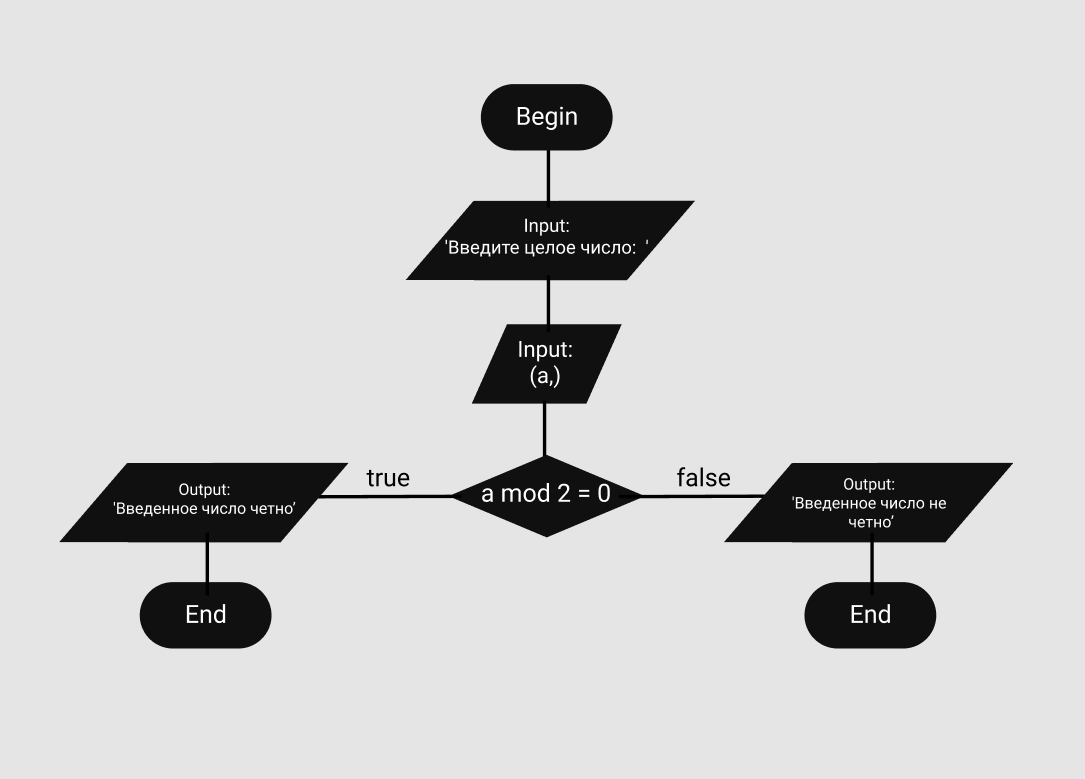 Begin
Input:
'Введите целое число:  '
Input:
(a,)
true
a mod 2 = 0
false
Output:
'Введенное число четно’
Output:
'Введенное число не
четно’
End
End